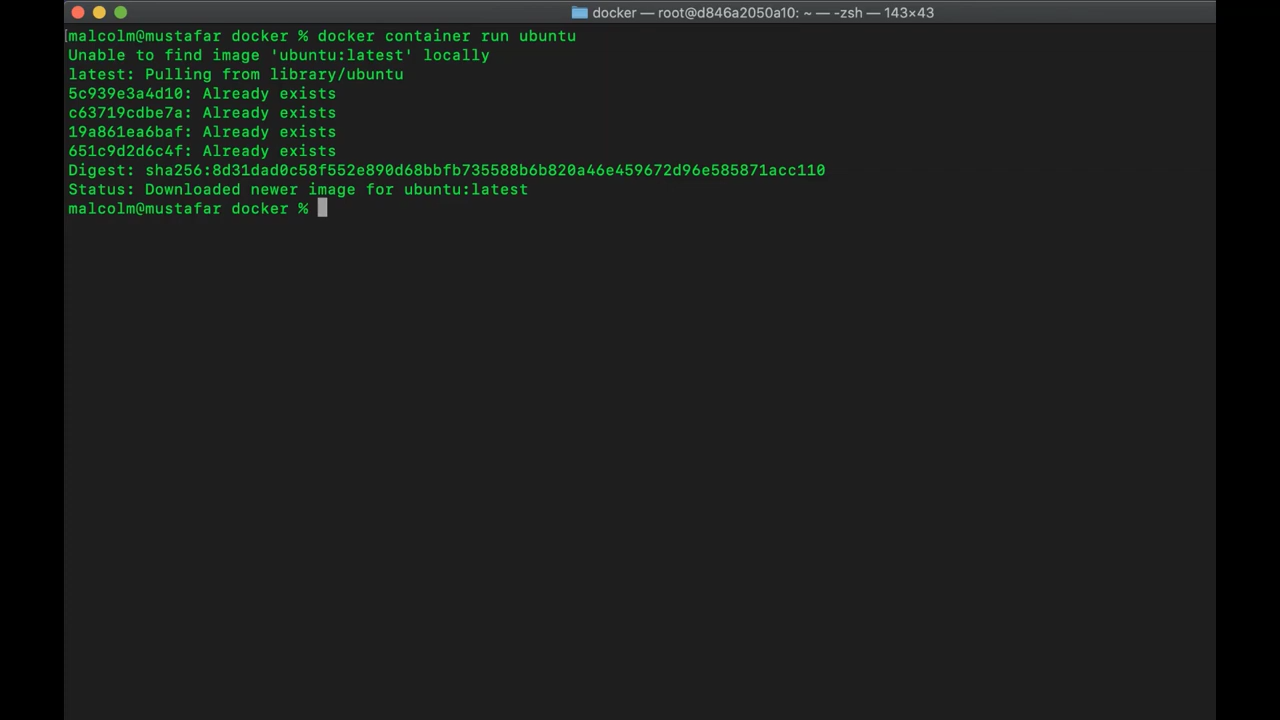 docker — root@d846a2050a10: ~ — -zsh — 143×43
[malcolm@mustafar docker % docker container run ubuntu
Unable to find image 'ubuntu:latest' locally
latest: Pulling from library/ubuntu
5c939e3a4d10: Already exists
c63719cdbe7a: Already exists
19a861ea6baf: Already exists
651c9d2d6c4f: Already exists
Digest: sha256:8d31dad0c58f552e890d68bbfb735588b6b820a46e459672d96e585871acc110
Status: Downloaded newer image for ubuntu:latest
malcolm@mustafar docker %